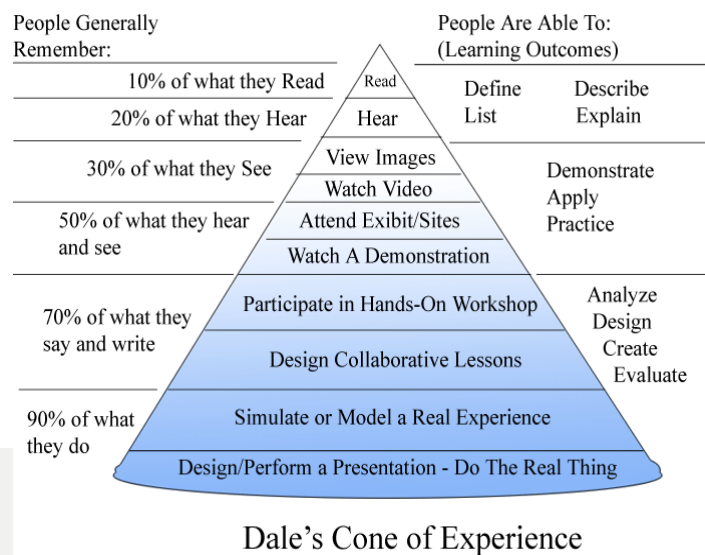 People Generally
Remember:
People Are Able To:
(Learning Outcomes)
10% of what they Read
Read
Define
Describe
List
Explain
20% of what they Hear
Hear
30% of what they See
View Images
Watch Video
Demonstrate
Apply
Practice
50% of what they hear
and see
Attend Exibit/Sites
Watch A Demonstration
70% of what they
say and write
Participate in Hands-On Workshop
Design Collaborative Lessons
Analyze
Design
Create
Evaluate
90% of what
they do
Simulate or Model a Real Experience
Design/Perform a Presentation - Do The Real Thing
Dale's Cone of Experience